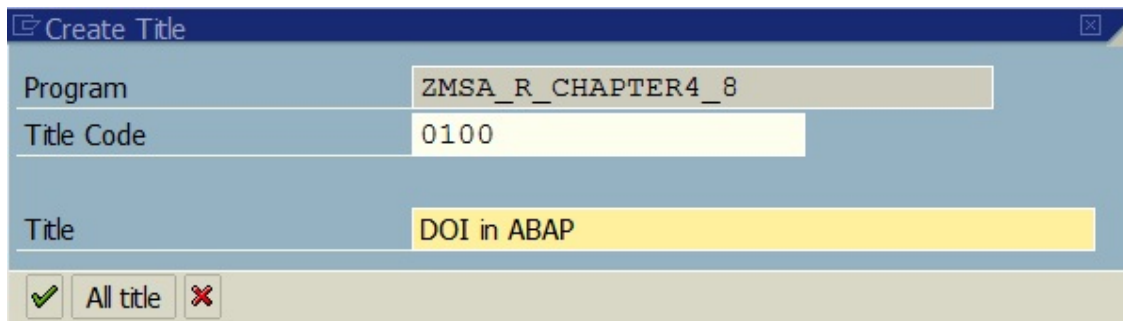 Create Title
Program ZMSA_R_CHAPTER4_8
Title Code 0100
Title DOI in ABAP
All title